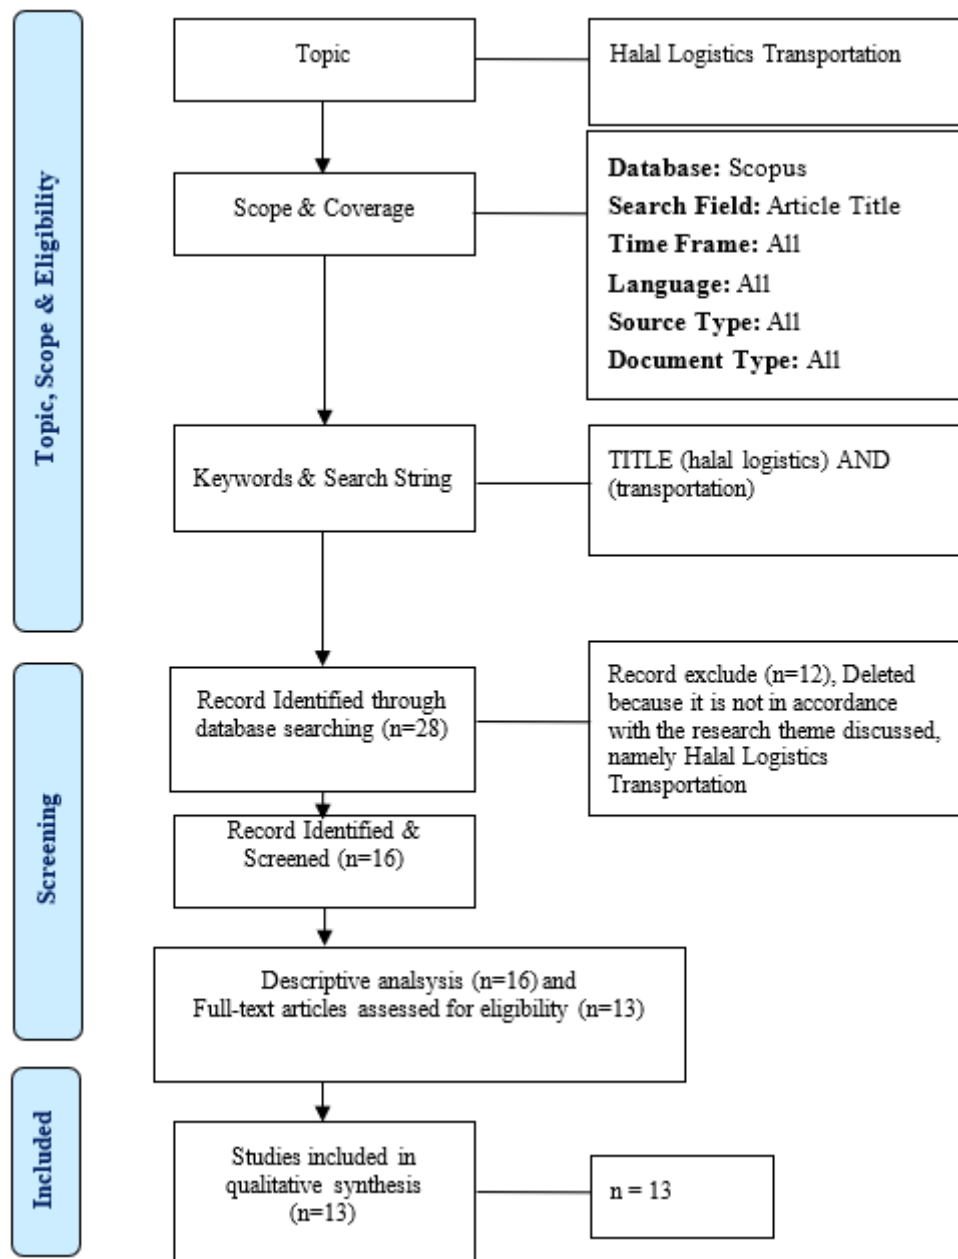 Topic, Scope & Eligibility
Topic
Halal Logistics Transportation
Scope & Coverage
Database: Scopus
Search Field: Article Title
Time Frame: All
Language: All
Source Type: All
Document Type: All
Keywords & Search String
TITLE (halal logistics) AND
(transportation)
Screening
Record Identified through
database searching (n=28)
Record exclude (n=12), Deleted
because it is not in accordance
with the research theme discussed,
namely Halal Logistics
Transportation
Record Identified &
Screened (n=16)
Descriptive analsysis (n=16) and
Full-text articles assessed for eligibility (n=13)
Included
Studies included in
qualitative synthesis
(n=13)
n = 13